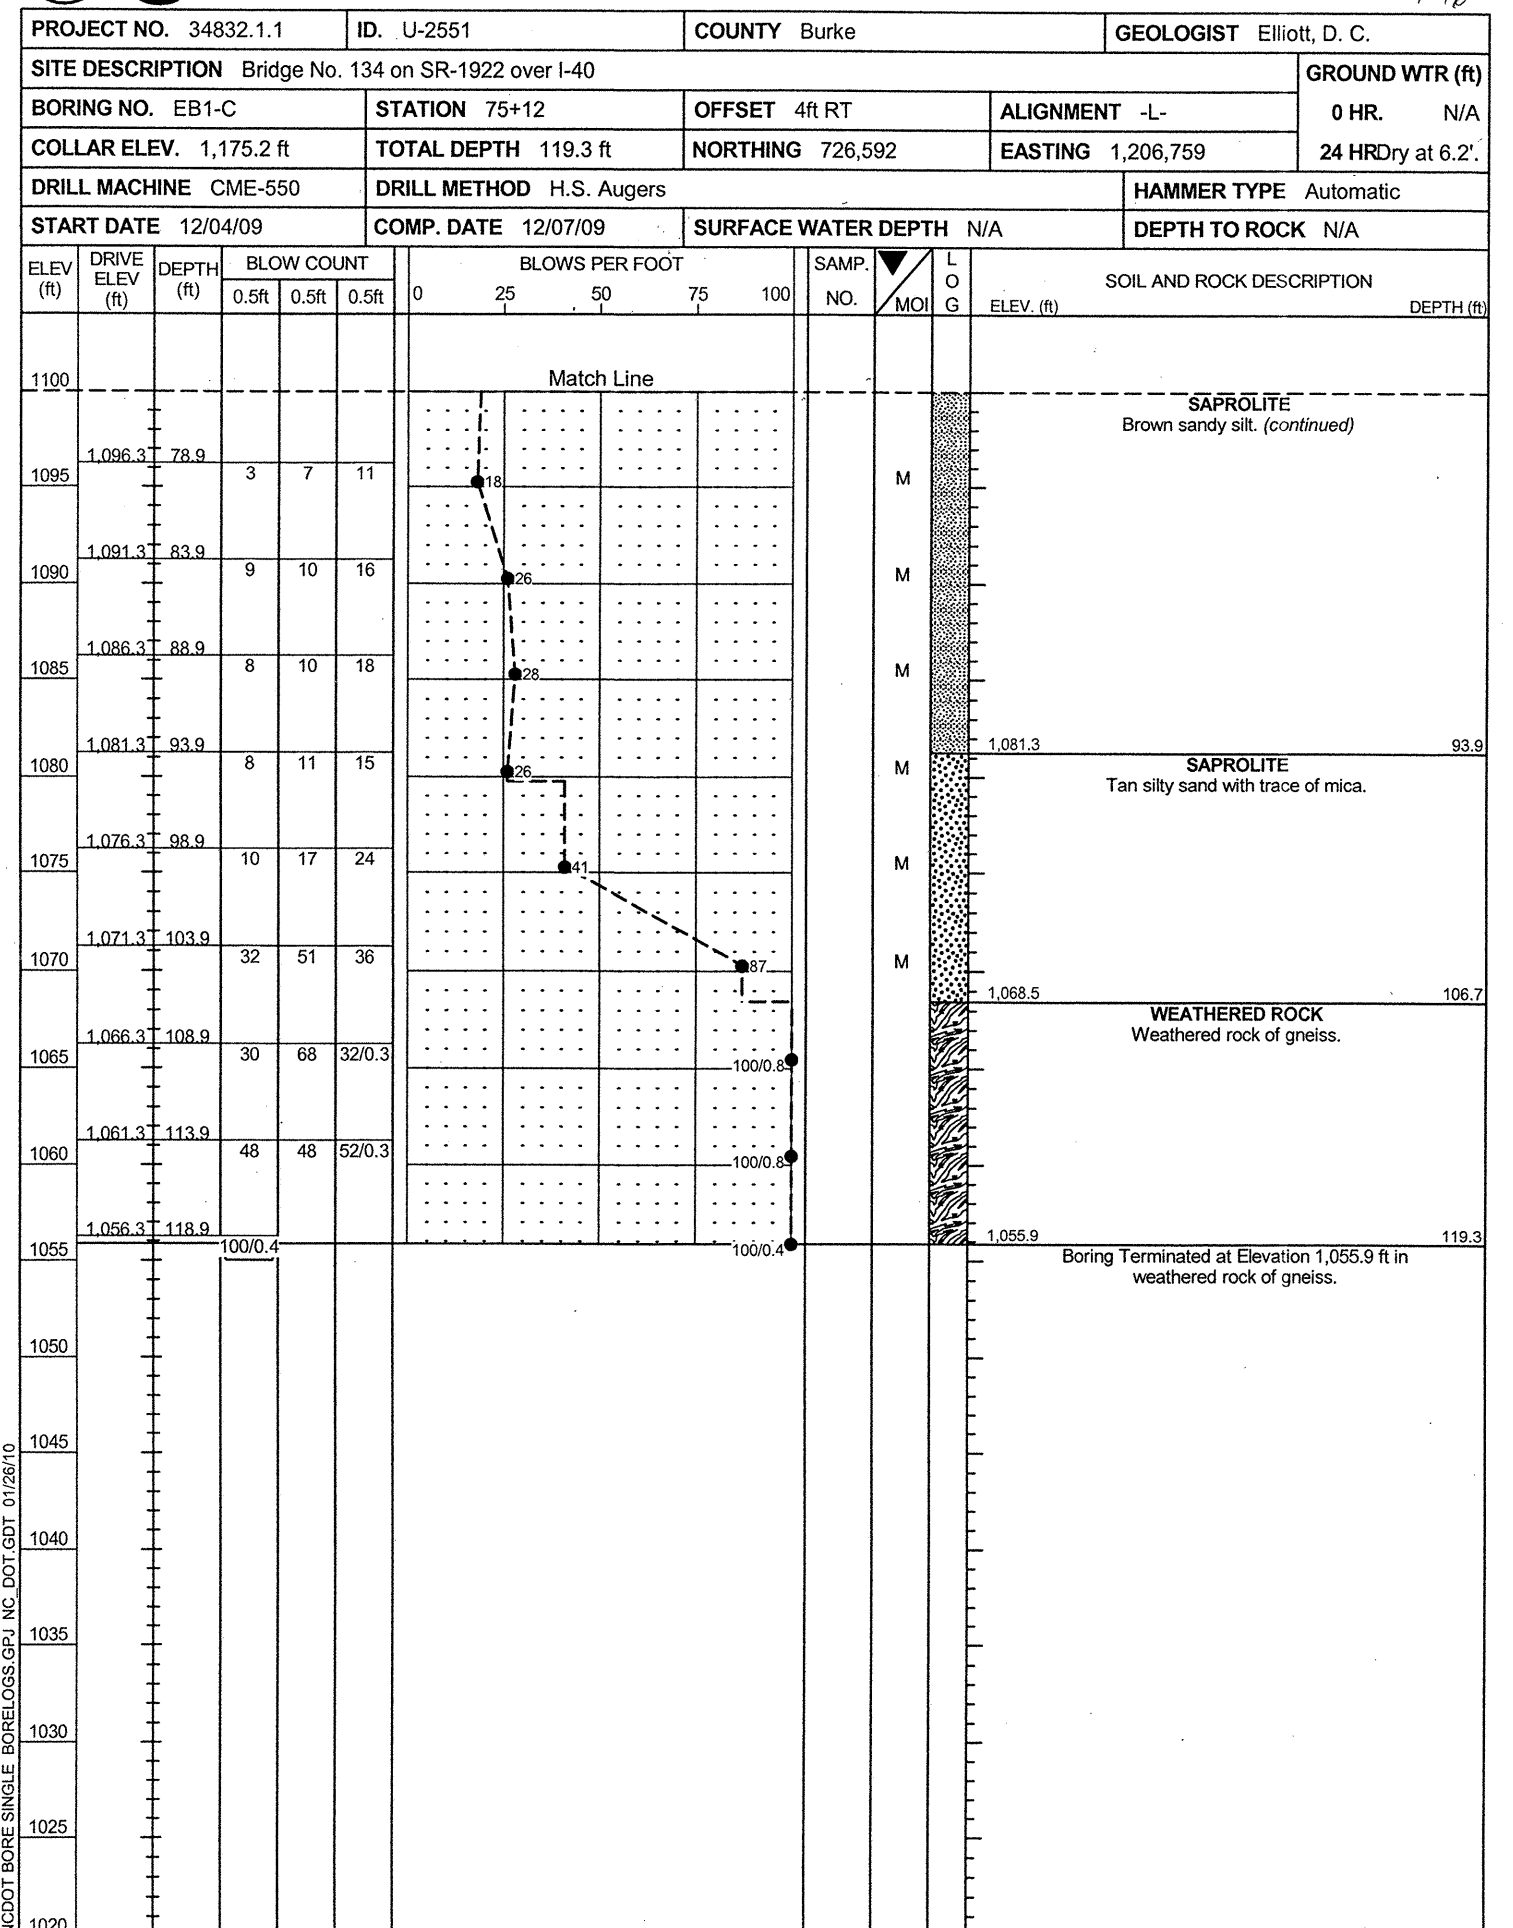 PROJECT NO. 34832.1.1 ID. U-2551 COUNTY Burke GEOLOGIST Elliott, D. C.
SITE DESCRIPTION Bridge No. 134 on SR-1922 over I-40 GROUND WTR (ft)
BORING NO. EB1-C STATION 75+12 OFFSET 4ft RT ALIGNMENT -L- 0 HR. N/A
COLLAR ELEV. 1,175.2 ft TOTAL DEPTH 119.3 ft NORTHING 726,592 EASTING 1,206,759 24 HR Dry at 6.2'.
DRILL MACHINE CME-550 DRILL METHOD H.S. Augers HAMMER TYPE Automatic
START DATE 12/04/09 COMP. DATE 12/07/09 SURFACE WATER DEPTH N/A DEPTH TO ROCK N/A
ELEV (ft) DRIVE ELEV (ft) DEPTH (ft) BLOW COUNT BLOWS PER FOOT SAMP. NO. MOI LOG SOIL AND ROCK DESCRIPTION
0.5ft 0.5ft 0.5ft 0 25 50 75 100 ELEV. (ft) DEPTH (ft)
1100 Match Line
SAPROLITE
Brown sandy silt. (continued)
1,096.3 78.9
1095 3 7 11 18 M
1,091.3 83.9
1090 9 10 16 26 M
1,086.3 88.9
1085 8 10 18 28 M
1,081.3 93.9 1,081.3 93.9
1080 8 11 15 26 M SAPROLITE
Tan silty sand with trace of mica.
1,076.3 98.9
1075 10 17 24 41 M
1,071.3 103.9
1070 32 51 36 87 M
1,068.5 106.7
WEATHERED ROCK
Weathered rock of gneiss.
1,066.3 108.9
1065 30 68 32/0.3 100/0.8
1,061.3 113.9
1060 48 48 52/0.3 100/0.8
1,056.3 118.9 1,055.9 119.3
1055 100/0.4 100/0.4 Boring Terminated at Elevation 1,055.9 ft in
weathered rock of gneiss.
1050
1045
1040
1035
1030
1025
1020
NCDOT BORE SINGLE BORELOGS.GPJ NC_DOT.GDT 01/26/10